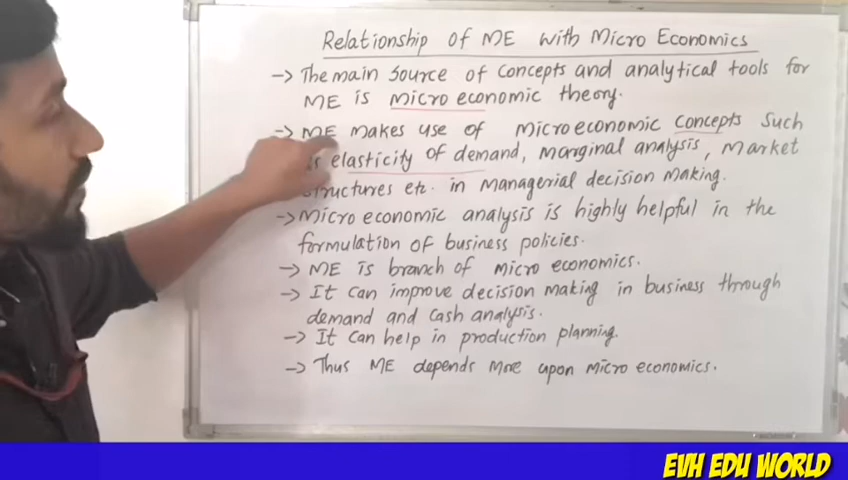 Relationship of ME with Micro Economics
-> The main source of concepts and analytical tools for
ME is micro economic theory.
-> ME makes use of microeconomic concepts such
elasticity of demand, marginal analysis, market
structures etc. in managerial decision making.
-> Micro economic analysis is highly helpful in the
formulation of business policies.
-> ME is branch of micro economics.
-> It can improve decision making in business through
demand and cash analysis.
-> It can help in production planning.
-> Thus ME depends more upon micro economics.
EVH EDU WORLD